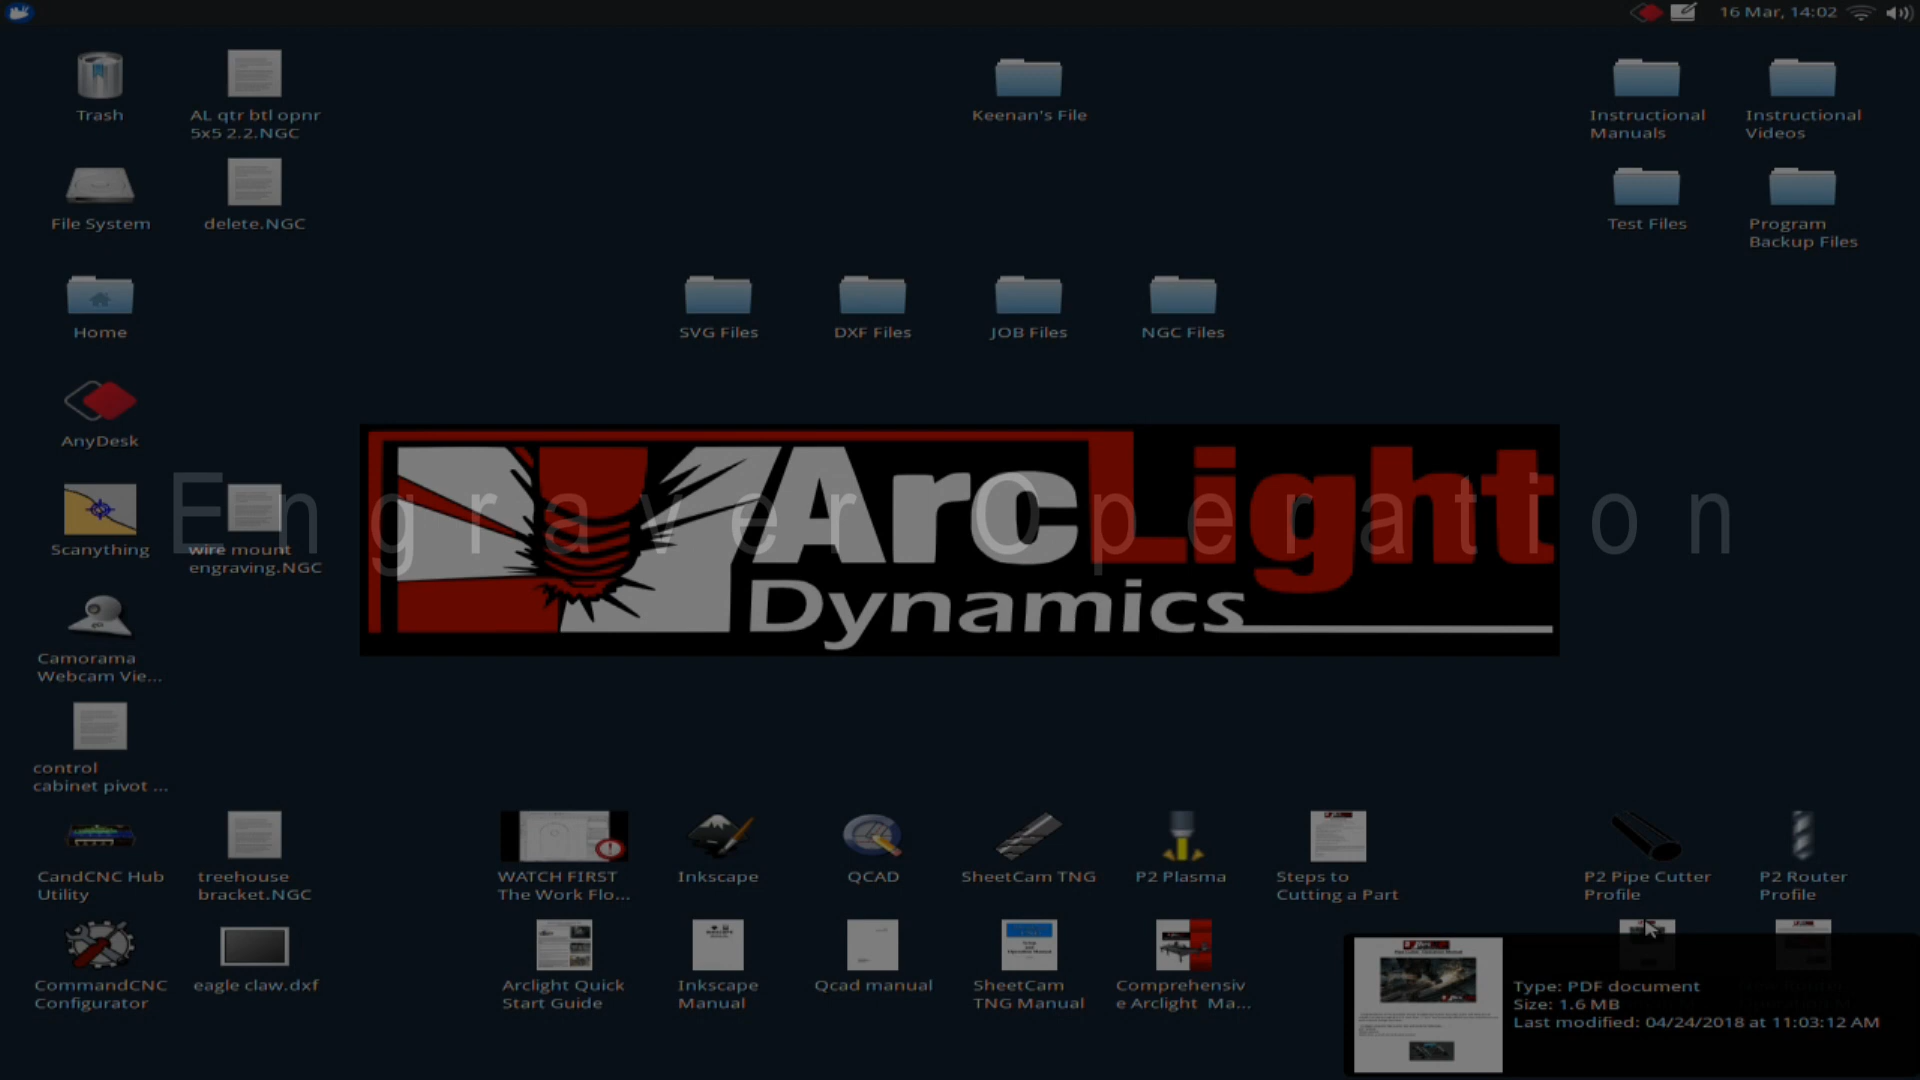 16 Mar, 14:02
Trash
AL qtr btl opnr
5x5 2.2.NGC
Keenan's File
Instructional
Manuals
Instructional
Videos
File System
delete.NGC
Test Files
Program
Backup Files
Home
SVG Files
DXF Files
JOB Files
NGC Files
AnyDesk
ArcLight
Dynamics
Engraver Operation
Scanything
wire mount
engraving.NGC
Camorama
Webcam Vie...
control
cabinet pivot ...
CandCNC Hub
Utility
treehouse
bracket.NGC
WATCH FIRST
The Work Flo...
Inkscape
QCAD
SheetCam TNG
P2 Plasma
Steps to
Cutting a Part
P2 Pipe Cutter
Profile
P2 Router
Profile
CommandCNC
Configurator
eagle claw.dxf
Arclight Quick
Start Guide
Inkscape
Manual
Qcad manual
SheetCam
TNG Manual
Comprehensiv
e Arclight Ma...
Type: PDF document
Size: 1.6 MB
Last modified: 04/24/2018 at 11:03:12 AM